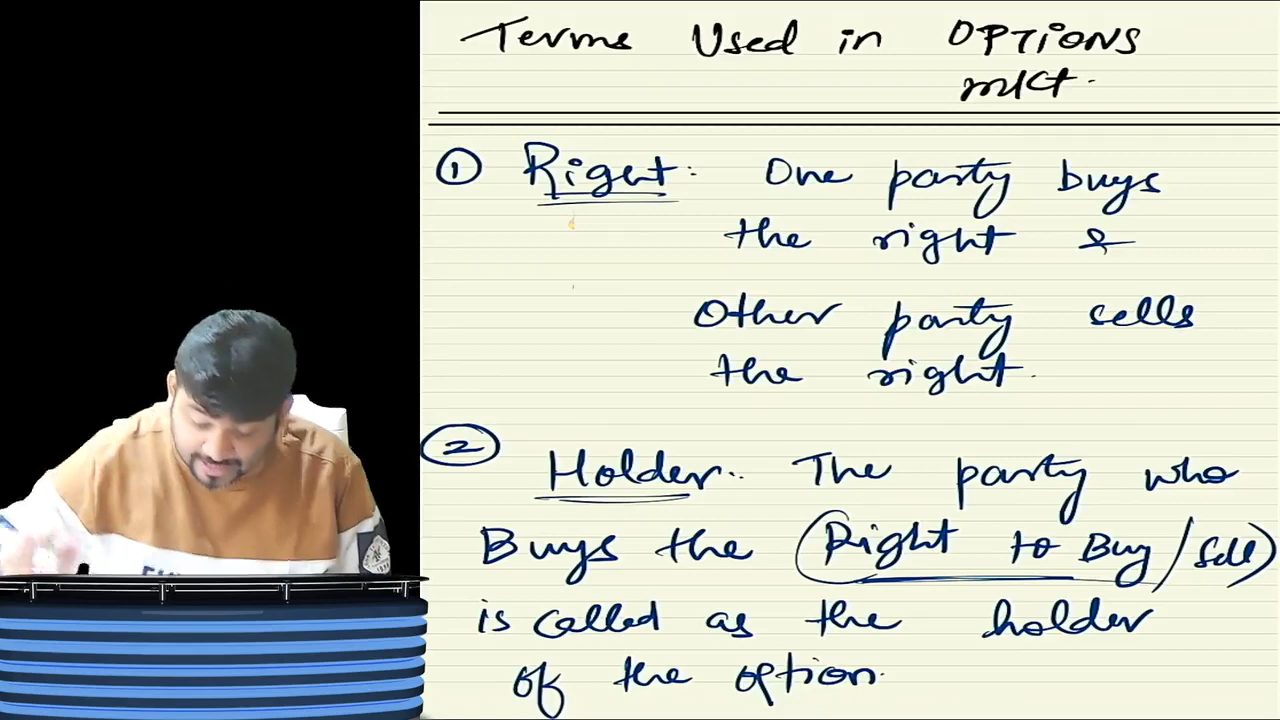 Terms Used in OPTIONS
mkt.
① Right: One party buys
the right &
Other party sells
the right.
② Holder: The party who
Buys the (Right to Buy/Sell)
is called as the holder
of the option.